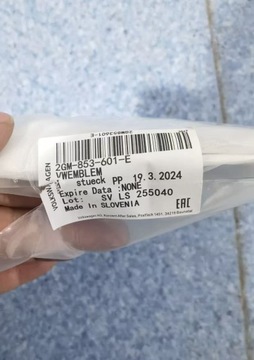 2GM853601-E
VOLKSWAGEN
2GM-853-601-E
VWEMBLEM
stueck PP 19.3.2024
Expire Data :NONE
Lot: SV LS 255040
Made In SLOVENIA
EAC